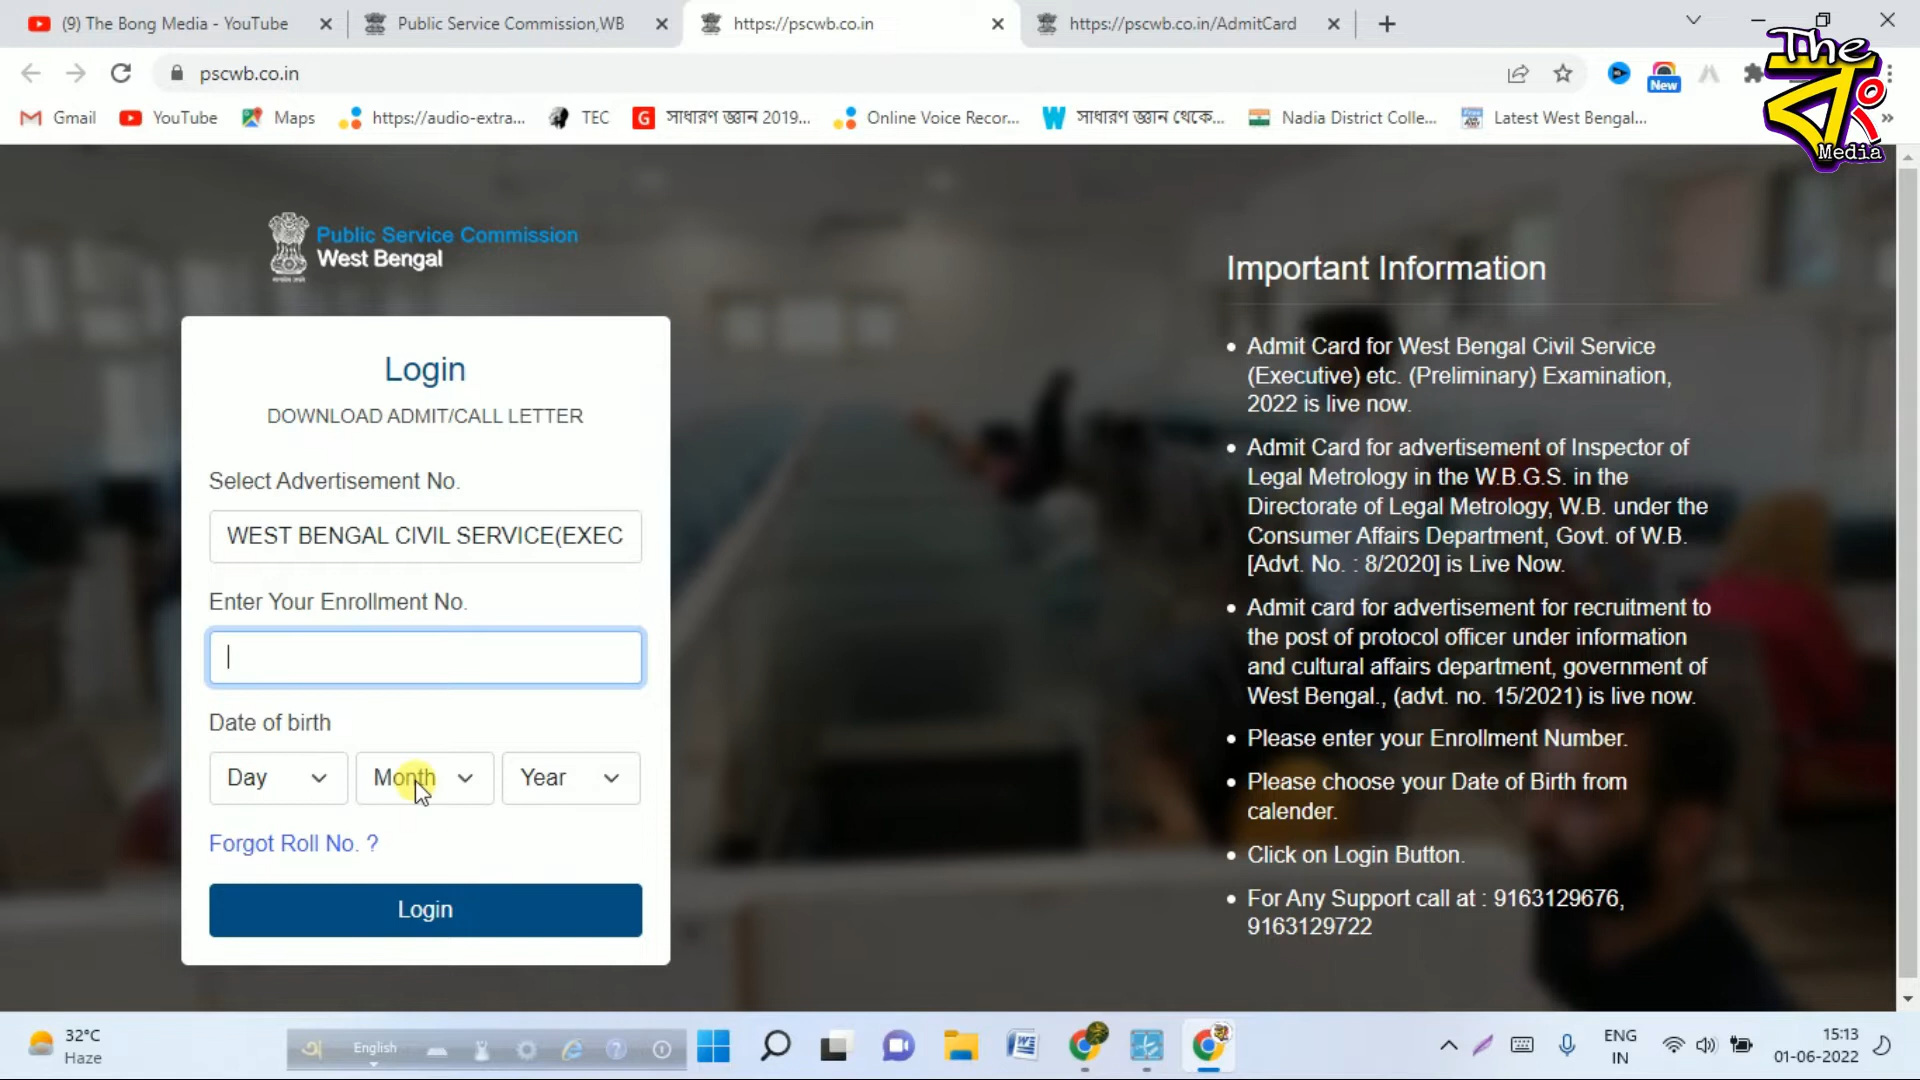 (9) The Bong Media - YouTube
Public Service Commission,WB
https://pscwb.co.in
https://pscwb.co.in/AdmitCard
The
বং
Media
pscwb.co.in
New
Gmail
YouTube
Maps
https://audio-extra...
TEC
সাধারণ জ্ঞান 2019...
Online Voice Recor...
সাধারণ জ্ঞান থেকে...
Nadia District Colle...
Latest West Bengal...
Public Service Commission
West Bengal
Login
DOWNLOAD ADMIT/CALL LETTER
Select Advertisement No.
WEST BENGAL CIVIL SERVICE(EXEC
Enter Your Enrollment No.
Date of birth
Day
Month
Year
Forgot Roll No. ?
Login
Important Information
Admit Card for West Bengal Civil Service
(Executive) etc. (Preliminary) Examination,
2022 is live now.
Admit Card for advertisement of Inspector of
Legal Metrology in the W.B.G.S. in the
Directorate of Legal Metrology, W.B. under the
Consumer Affairs Department, Govt. of W.B.
[Advt. No. : 8/2020] is Live Now.
Admit card for advertisement for recruitment to
the post of protocol officer under information
and cultural affairs department, government of
West Bengal., (advt. no. 15/2021) is live now.
Please enter your Enrollment Number.
Please choose your Date of Birth from
calender.
Click on Login Button.
For Any Support call at : 9163129676,
9163129722
32°C
Haze
English
ENG
IN
15:13
01-06-2022